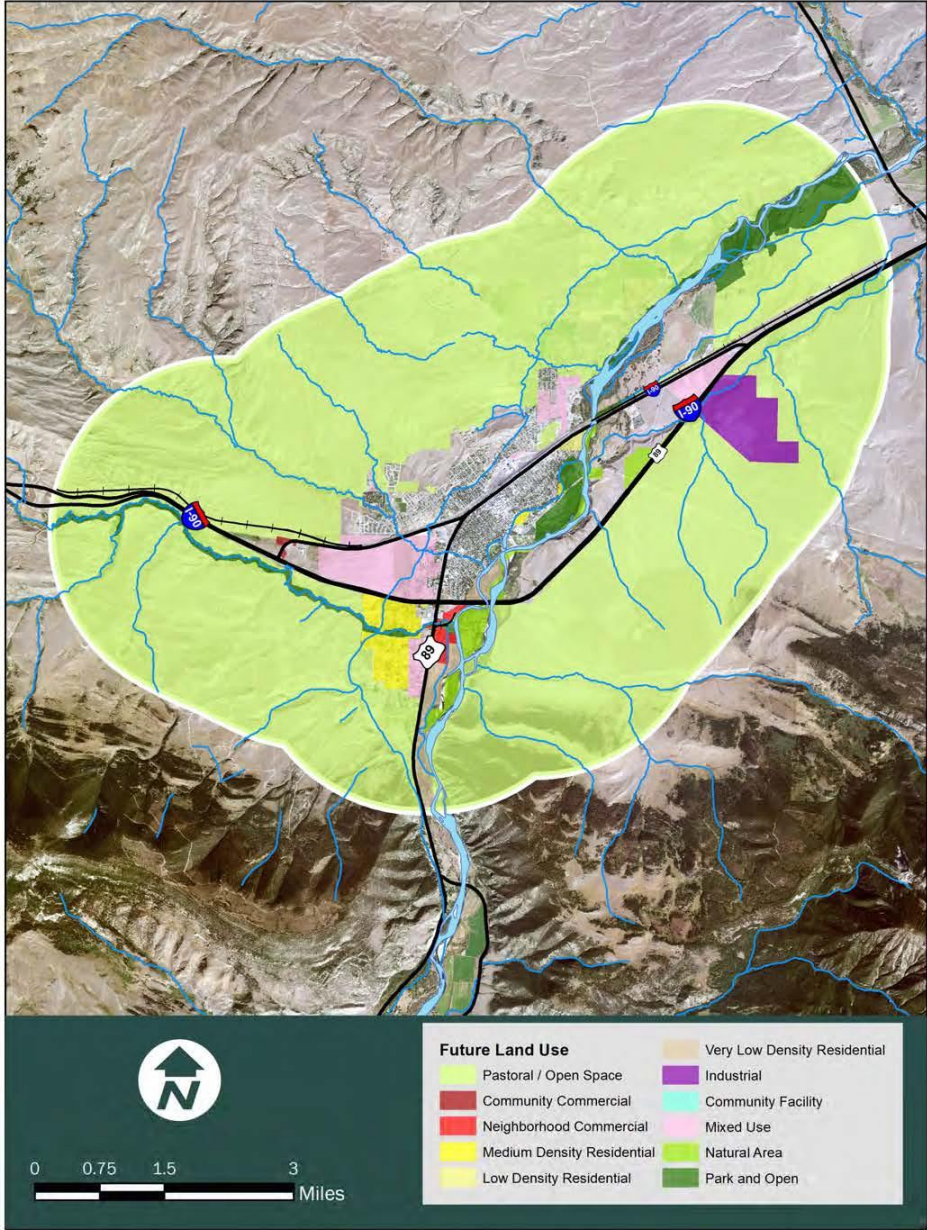 I-90
I-90
89
I-90
89
N
0 0.75 1.5 3
Miles
Future Land Use
Pastoral / Open Space
Community Commercial
Neighborhood Commercial
Medium Density Residential
Low Density Residential
Very Low Density Residential
Industrial
Community Facility
Mixed Use
Natural Area
Park and Open